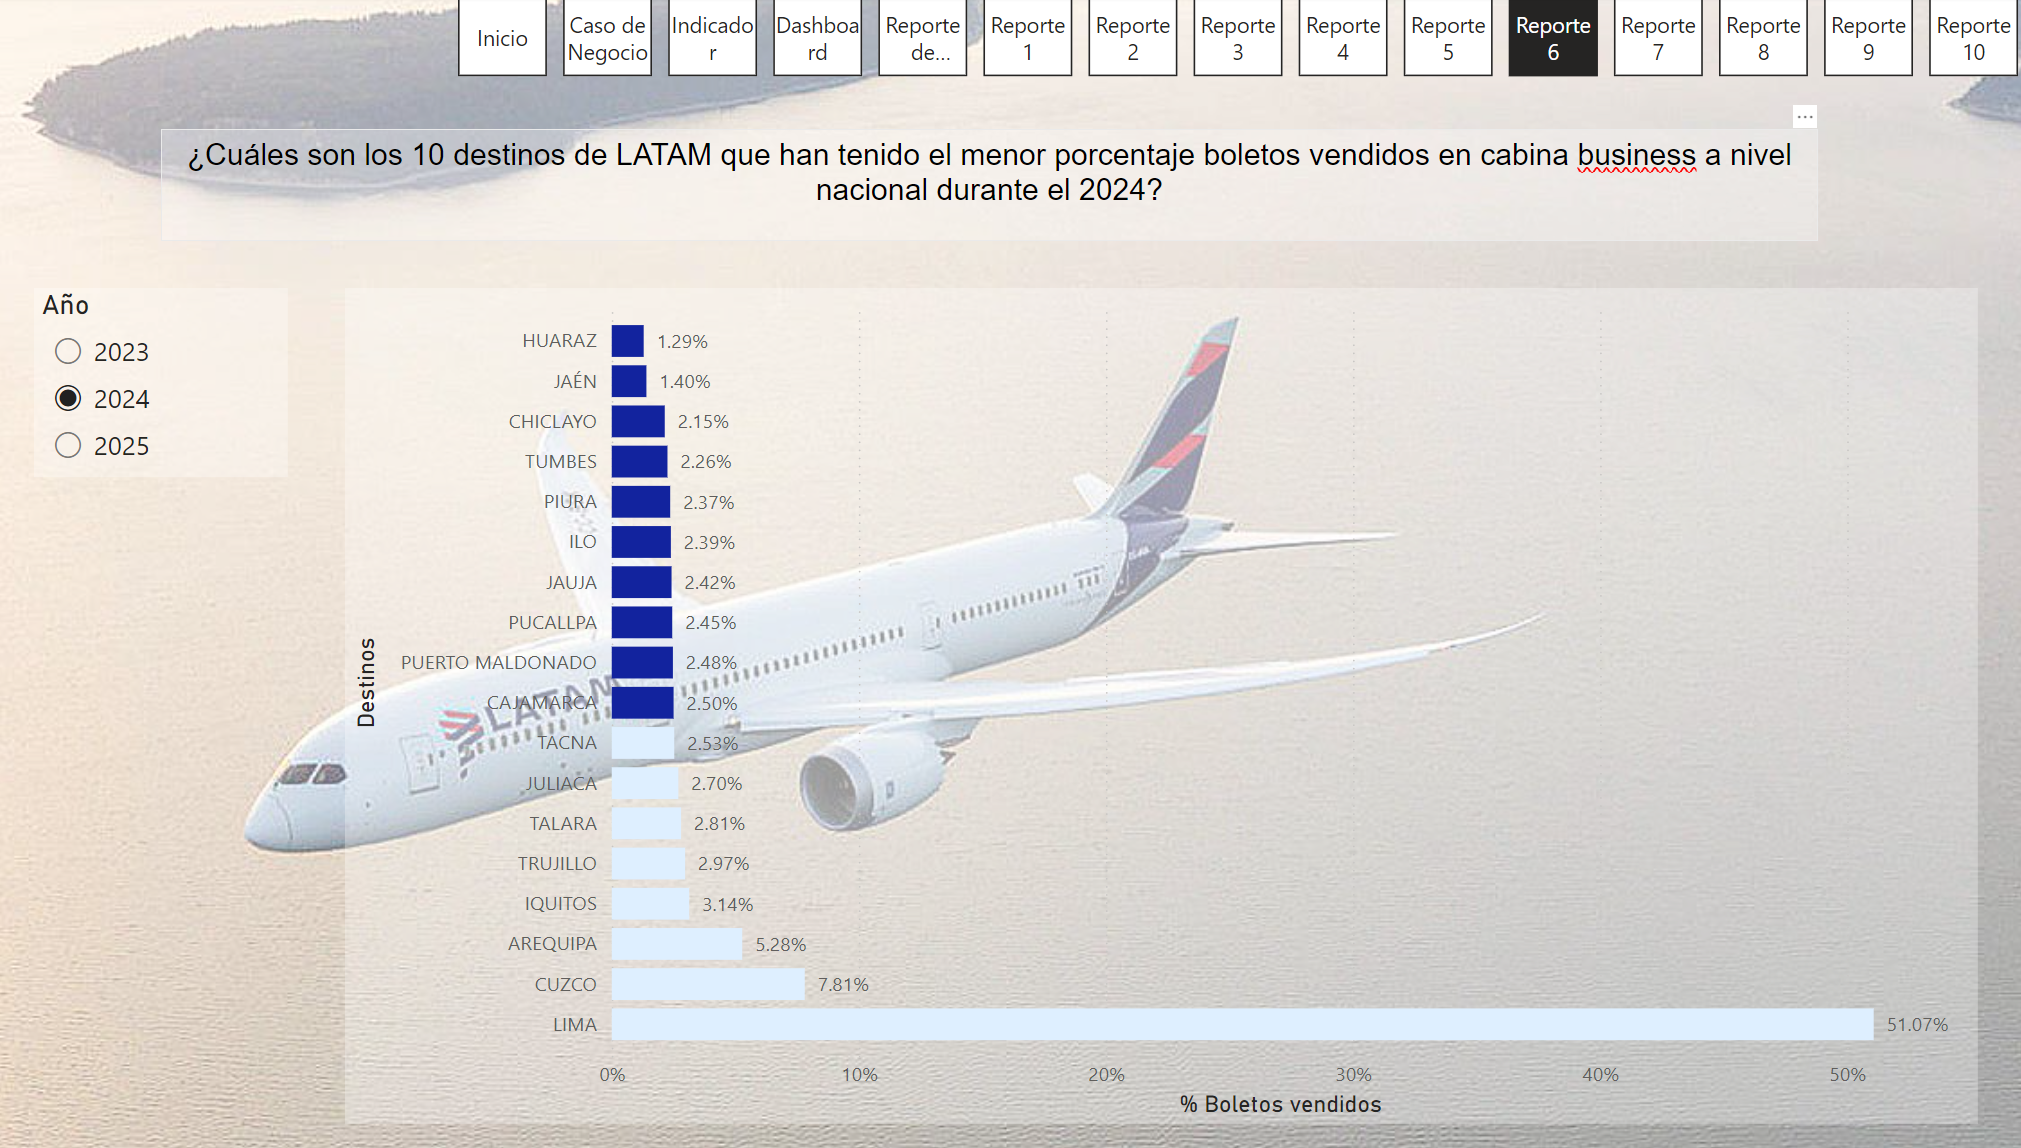 Inicio
Caso de
Negocio
Indicado
r
Dashboa
rd
Reporte
de...
Reporte
1
Reporte
2
Reporte
3
Reporte
4
Reporte
5
Reporte
6
Reporte
7
Reporte
8
Reporte
9
Reporte
10
...
¿Cuáles son los 10 destinos de LATAM que han tenido el menor porcentaje boletos vendidos en cabina business a nivel
nacional durante el 2024?
Año
2023
2024
2025
Destinos
HUARAZ 1.29%
JAÉN 1.40%
CHICLAYO 2.15%
TUMBES 2.26%
PIURA 2.37%
ILO 2.39%
JAUJA 2.42%
PUCALLPA 2.45%
PUERTO MALDONADO 2.48%
CAJAMARCA 2.50%
TACNA 2.53%
JULIACA 2.70%
TALARA 2.81%
TRUJILLO 2.97%
IQUITOS 3.14%
AREQUIPA 5.28%
CUZCO 7.81%
LIMA 51.07%
0% 10% 20% 30% 40% 50%
% Boletos vendidos
LATAM